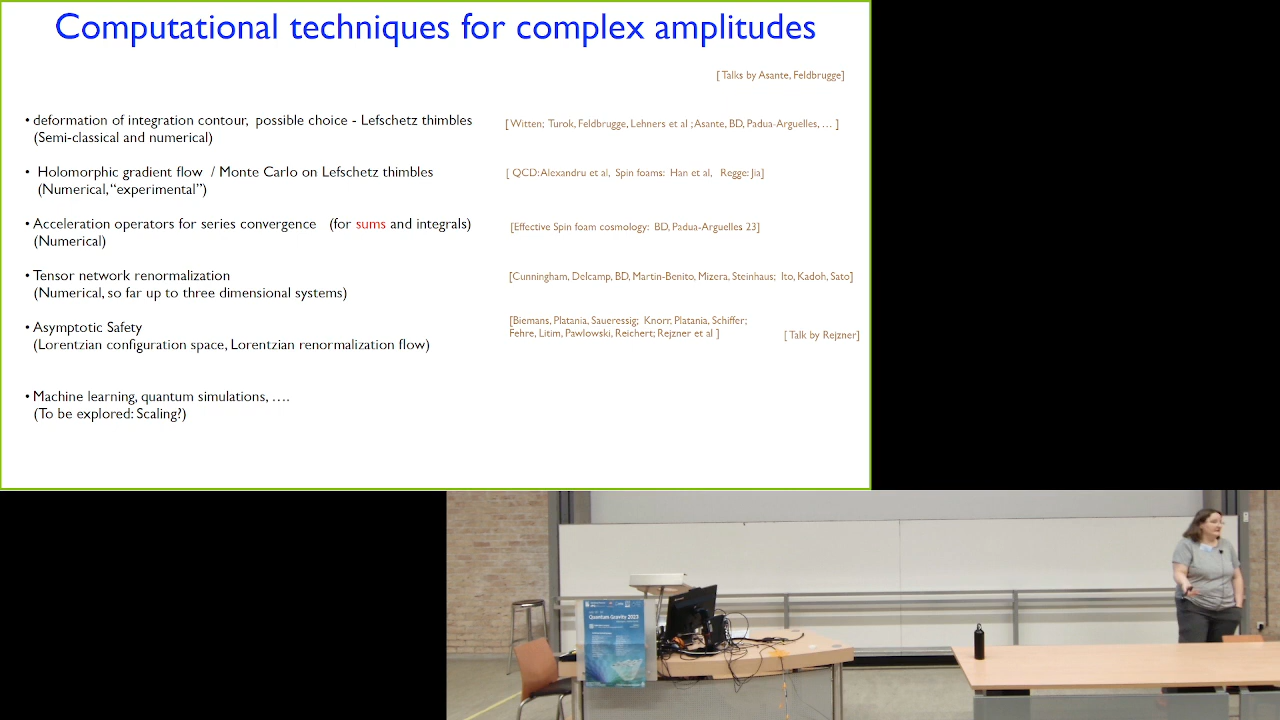 Computational techniques for complex amplitudes
[ Talks by Asante, Feldbrugge]
• deformation of integration contour, possible choice - Lefschetz thimbles
(Semi-classical and numerical)
[ Witten; Turok, Feldbrugge, Lehners et al ; Asante, BD, Padua-Arguelles, … ]
• Holomorphic gradient flow / Monte Carlo on Lefschetz thimbles
(Numerical, “experimental”)
[ QCD: Alexandru et al, Spin foams: Han et al, Regge: Jia]
• Acceleration operators for series convergence (for sums and integrals)
(Numerical)
[Effective Spin foam cosmology: BD, Padua-Arguelles 23]
• Tensor network renormalization
(Numerical, so far up to three dimensional systems)
[Cunningham, Delcamp, BD, Martin-Benito, Mizera, Steinhaus; Ito, Kadoh, Sato]
• Asymptotic Safety
(Lorentzian configuration space, Lorentzian renormalization flow)
[Biemans, Platania, Saueressig; Knorr, Platania, Schiffer;
Fehre, Litim, Pawlowski, Reichert; Rejzner et al ]
[ Talk by Rejzner]
• Machine learning, quantum simulations, ….
(To be explored: Scaling?)
Quantum Gravity 2023